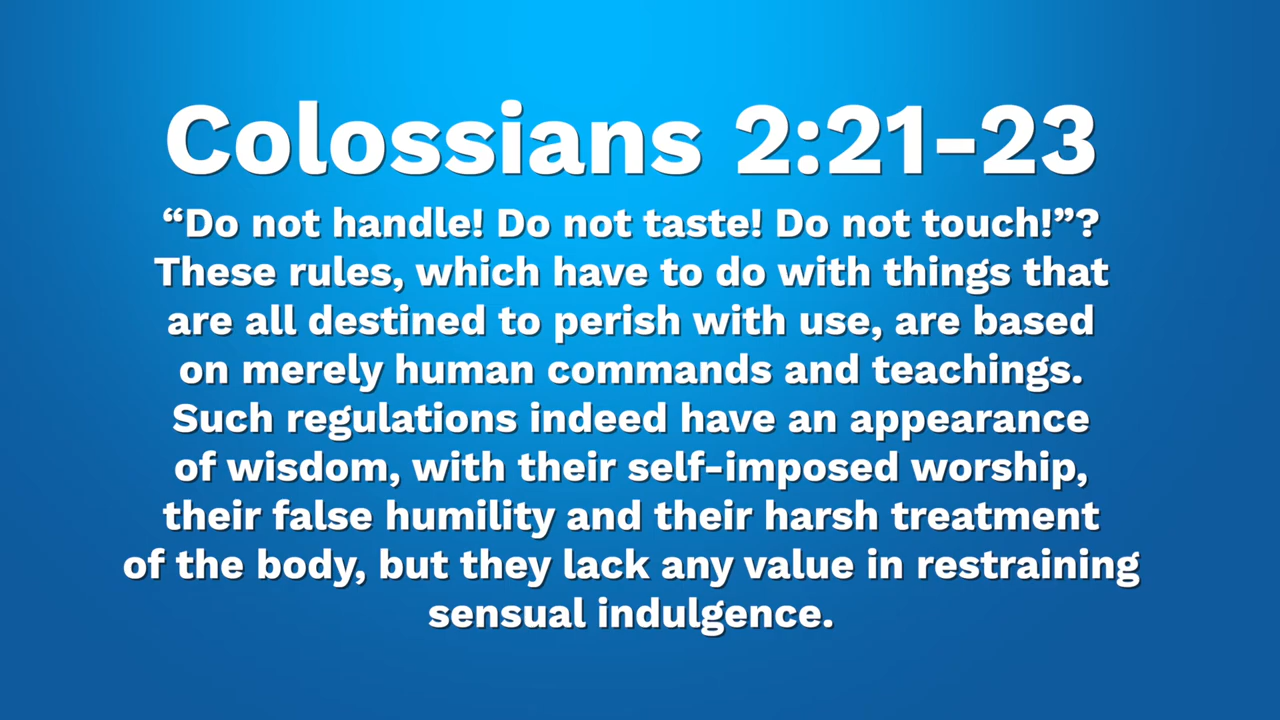 Colossians 2:21-23
“Do not handle! Do not taste! Do not touch!”?
These rules, which have to do with things that
are all destined to perish with use, are based
on merely human commands and teachings.
Such regulations indeed have an appearance
of wisdom, with their self-imposed worship,
their false humility and their harsh treatment
of the body, but they lack any value in restraining
sensual indulgence.